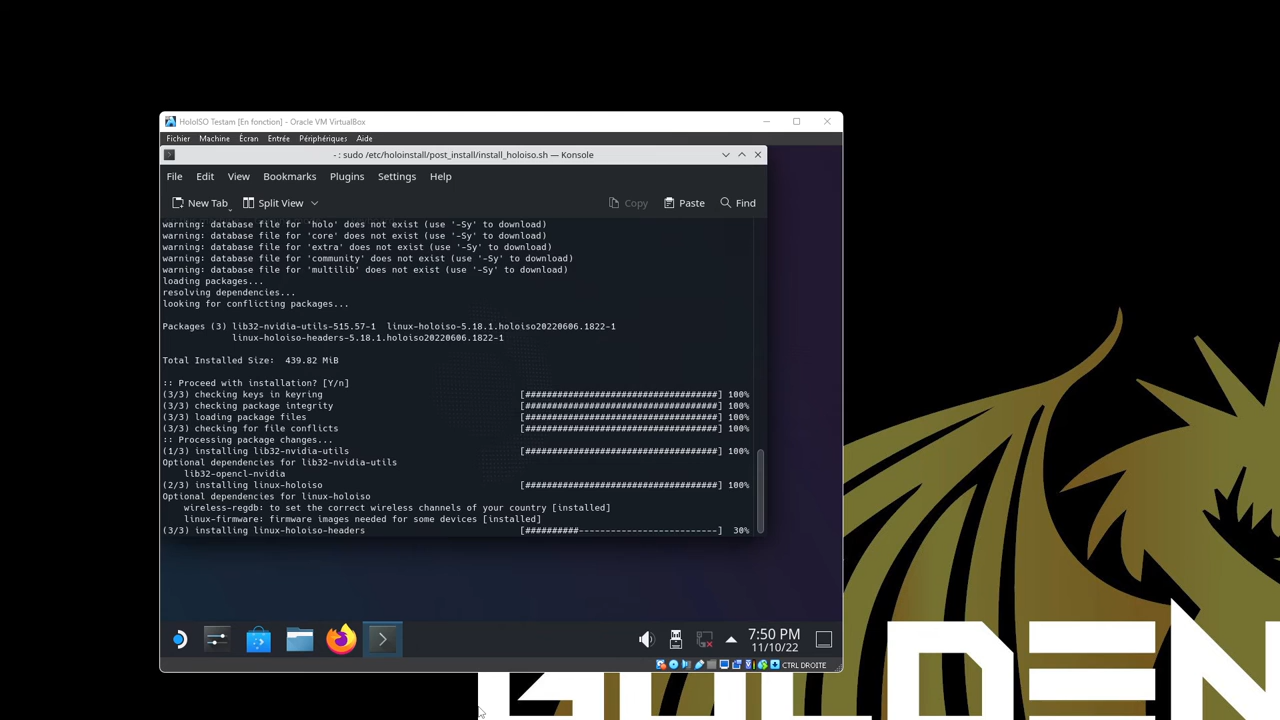 HoloISO Testam [En fonction] - Oracle VM VirtualBox
Fichier Machine Écran Entrée Périphériques Aide
- : sudo /etc/holoinstall/post_install/install_holoiso.sh — Konsole
File Edit View Bookmarks Plugins Settings Help
New Tab Split View Copy Paste Find
warning: database file for 'holo' does not exist (use '-Sy' to download)
warning: database file for 'core' does not exist (use '-Sy' to download)
warning: database file for 'extra' does not exist (use '-Sy' to download)
warning: database file for 'community' does not exist (use '-Sy' to download)
warning: database file for 'multilib' does not exist (use '-Sy' to download)
loading packages...
resolving dependencies...
looking for conflicting packages...
Packages (3) lib32-nvidia-utils-515.57-1 linux-holoiso-5.18.1.holoiso20220606.1822-1
linux-holoiso-headers-5.18.1.holoiso20220606.1822-1
Total Installed Size: 439.82 MiB
:: Proceed with installation? [Y/n]
(3/3) checking keys in keyring [#####################################] 100%
(3/3) checking package integrity [#####################################] 100%
(3/3) loading package files [#####################################] 100%
(3/3) checking for file conflicts [#####################################] 100%
:: Processing package changes...
(1/3) installing lib32-nvidia-utils [#####################################] 100%
Optional dependencies for lib32-nvidia-utils
lib32-opencl-nvidia
(2/3) installing linux-holoiso [#####################################] 100%
Optional dependencies for linux-holoiso
wireless-regdb: to set the correct wireless channels of your country [installed]
linux-firmware: firmware images needed for some devices [installed]
(3/3) installing linux-holoiso-headers [##########---------------------------] 30%
7:50 PM
11/10/22
CTRL DROITE
GOLDEN